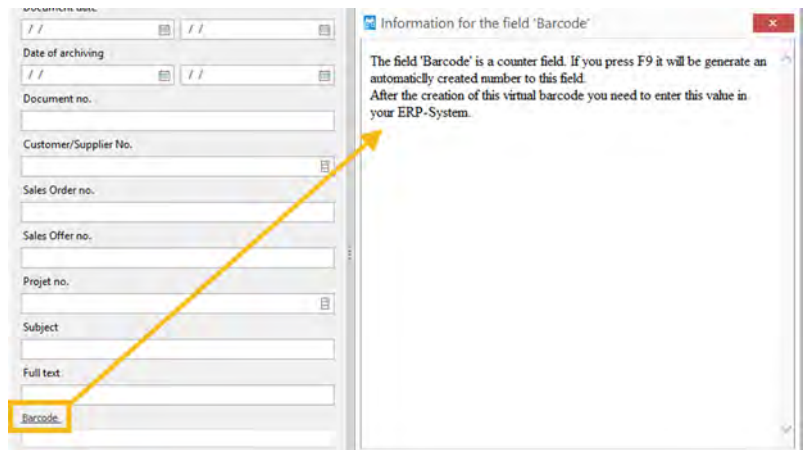 Document date
/ /
/ /
Date of archiving
/ /
/ /
Document no.
Customer/Supplier No.
Sales Order no.
Sales Offer no.
Projet no.
Subject
Full text
Barcode
Information for the field 'Barcode'
The field 'Barcode' is a counter field. If you press F9 it will be generate an
automaticlly created number to this field.
After the creation of this virtual barcode you need to enter this value in
your ERP-System.